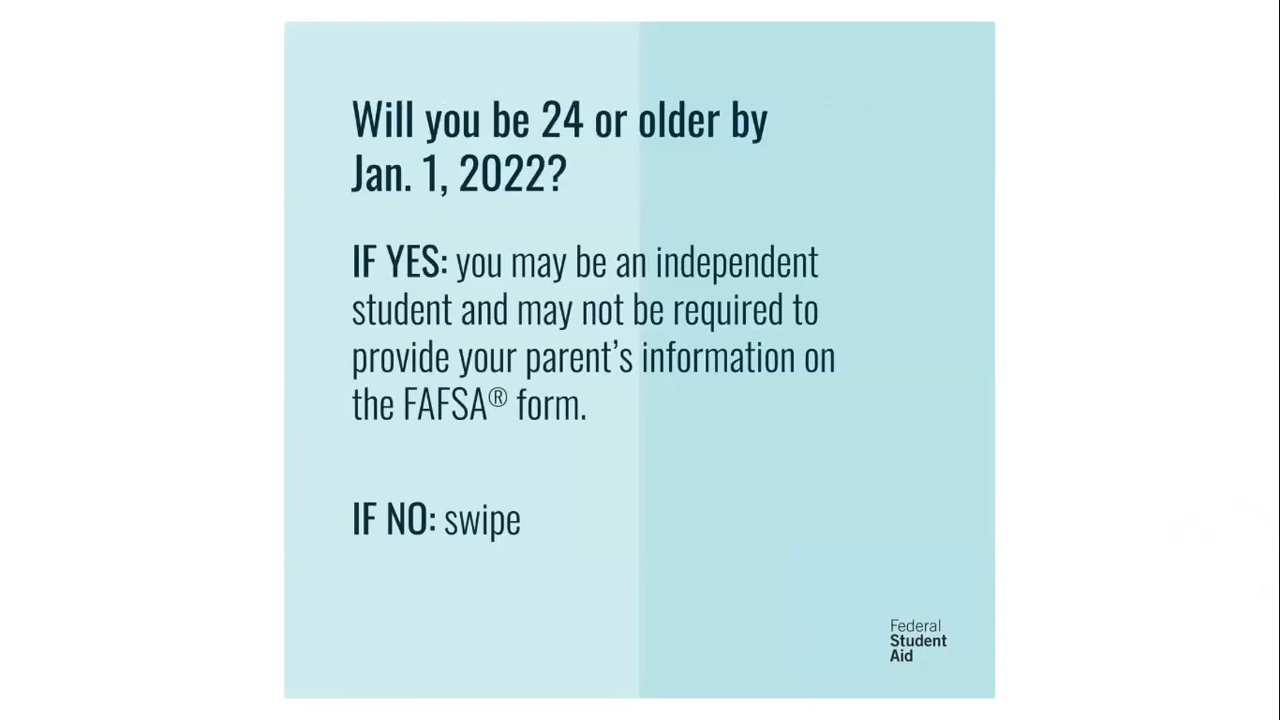 Will you be 24 or older by
Jan. 1, 2022?
IF YES: you may be an independent
student and may not be required to
provide your parent’s information on
the FAFSA® form.
IF NO: swipe
Federal
Student
Aid